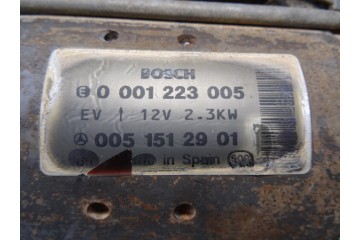 BOSCH
0 001 223 005
EV ↑ 12V 2.3KW
005 151 29 01
in Spain